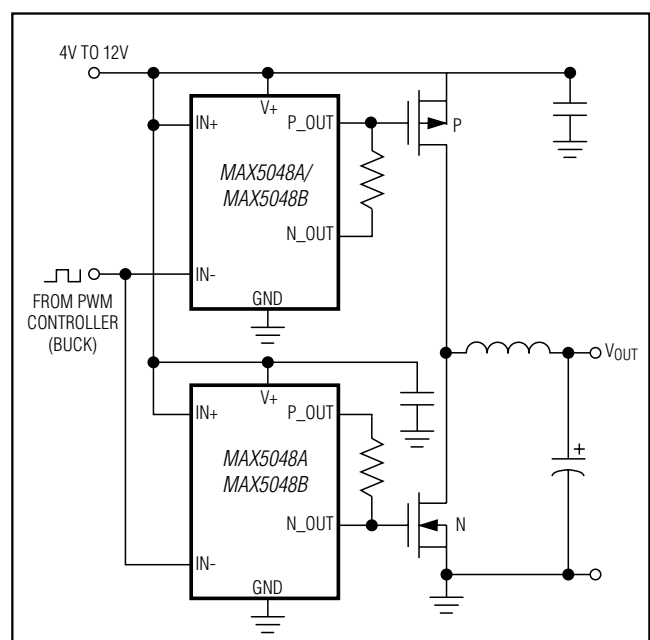 4V TO 12V
V+
IN+
P_OUT
P
MAX5048A/
MAX5048B
N_OUT
IN-
FROM PWM
CONTROLLER
(BUCK)
GND
VOUT
V+
IN+
P_OUT
+
MAX5048A
MAX5048B
N_OUT
N
IN-
GND